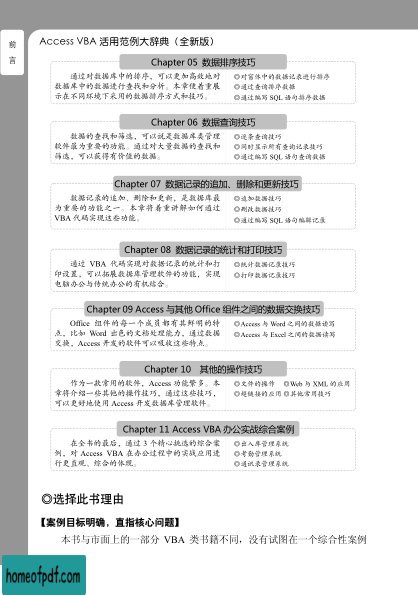 前
言
Access VBA 活用范例大辞典（全新版）
Chapter 05 数据排序技巧
通过对数据库中的排序，可以更加高效地对
数据库中的数据进行查找和分析。本章便着重展
示在不同环境下采用的数据排序方式和技巧。
◎对窗体中的数据记录进行排序
◎通过查询排序数据
◎通过编写 SQL 语句排序数据
Chapter 06 数据查询技巧
数据的查找和筛选，可以说是数据库类管理
软件最为重要的功能。通过对大量数据的查找和
筛选，可以获得有价值的数据。
◎逐条查询技巧
◎同时显示所有查询记录技巧
◎通过编写 SQL 语句查询数据
Chapter 07 数据记录的追加、删除和更新技巧
数据记录的追加、删除和更新，是数据库最
为重要的功能之一。本章将着重讲解如何通过
VBA 代码实现这些功能。
◎追加数据技巧
◎删改数据技巧
◎通过编写 SQL 语句编辑记录
Chapter 08 数据记录的统计和打印技巧
通过 VBA 代码实现对数据记录的统计和打
印设置，可以拓展数据库管理软件的功能，实现
电脑办公与传统办公的有机结合。
◎统计数据记录技巧
◎打印数据记录技巧
Chapter 09 Access 与其他 Office 组件之间的数据交换技巧
Office 组件的每一个成员都有其鲜明的特
点，比如 Word 出色的文档处理能力，通过数据
交换，Access 开发的软件可以吸收这些特点。
◎Access 与 Word 之间的数据读写
◎Access 与 Excel 之间的数据读写
Chapter 10 其他的操作技巧
作为一款常用的软件，Access 功能繁多。本
章将介绍一些其他的操作技巧，通过这些技巧，
可以更好地使用 Access 开发数据库管理软件。
◎文件的操作 ◎Web 与 XML 的应用
◎超链接的应用 ◎其他常用技巧
Chapter 11 Access VBA 办公实战综合案例
在全书的最后，通过 3 个精心挑选的综合案
例，对 Access VBA 在办公过程中的实战应用进
行更直观、综合的体现。
◎出入库管理系统
◎考勤管理系统
◎通讯录管理系统
◎选择此书理由
【案例目标明确，直指核心问题】
本书与市面上的一部分 VBA 类书籍不同，没有试图在一个综合性案例
homeofpdf.com